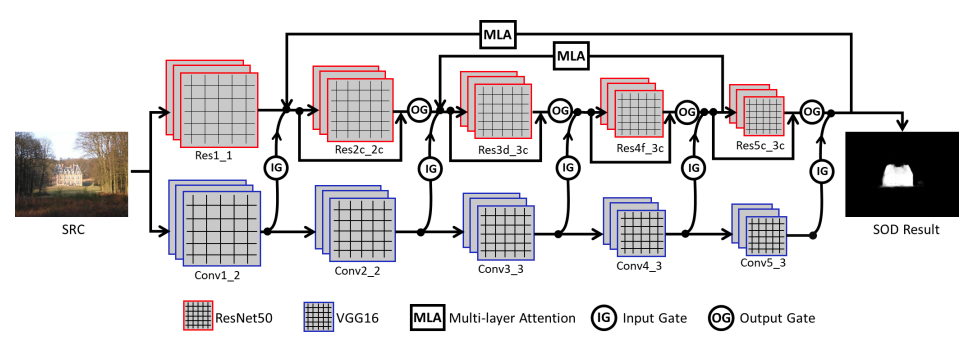 MLA
MLA
OG
OG
OG
OG
Res1_1
Res2c_2c
Res3d_3c
Res4f_3c
Res5c_3c
IG
IG
IG
IG
IG
SRC
SOD Result
Conv1_2
Conv2_2
Conv3_3
Conv4_3
Conv5_3
ResNet50
VGG16
MLA Multi-layer Attention
IG Input Gate
OG Output Gate